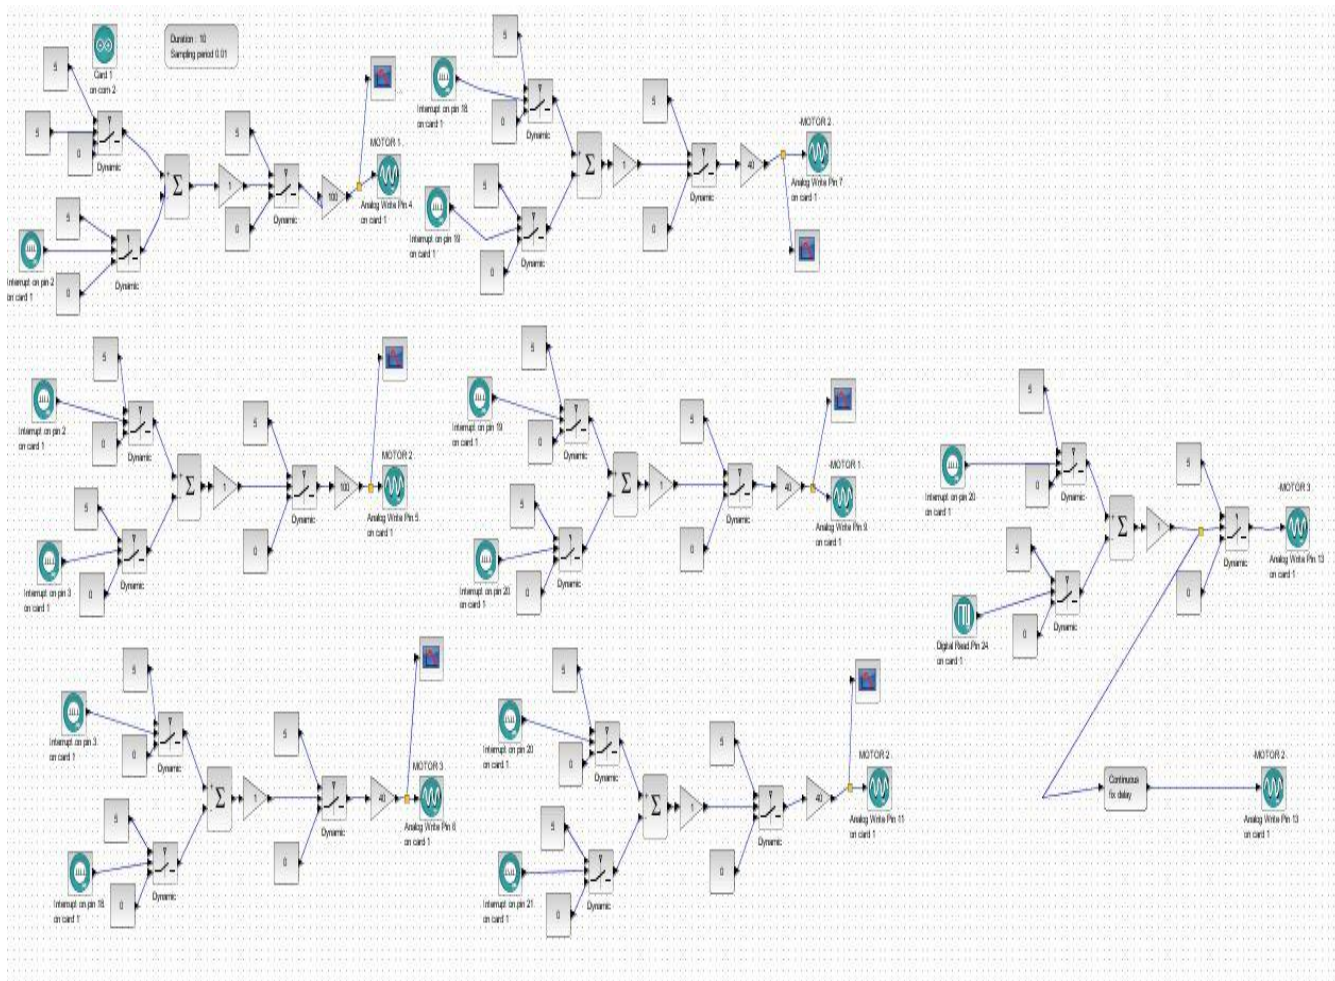 Duration : 10
Sampling period 0.01
Card 1
on com 2
5
5
0
Dynamic
5
Interrupt on pin 2
on card 1
0
Dynamic
Σ
1
5
0
Dynamic
100
MOTOR 1
Analog Write Pin 4
on card 1
5
Interrupt on pin 18
on card 1
0
Dynamic
5
Interrupt on pin 19
on card 1
0
Dynamic
Σ
1
5
0
Dynamic
40
MOTOR 2
Analog Write Pin 7
on card 1
5
Interrupt on pin 2
on card 1
0
Dynamic
5
Interrupt on pin 3
on card 1
0
Dynamic
Σ
1
5
0
Dynamic
100
MOTOR 2
Analog Write Pin 5
on card 1
5
Interrupt on pin 19
on card 1
0
Dynamic
5
Interrupt on pin 20
on card 1
0
Dynamic
Σ
1
5
0
Dynamic
40
MOTOR 1
Analog Write Pin 9
on card 1
5
Interrupt on pin 20
on card 1
0
Dynamic
5
Digital Read Pin 24
on card 1
0
Dynamic
Σ
1
5
0
Dynamic
MOTOR 3
Analog Write Pin 13
on card 1
5
Interrupt on pin 3
on card 1
0
Dynamic
5
Interrupt on pin 18
on card 1
0
Dynamic
Σ
1
5
0
Dynamic
40
MOTOR 3
Analog Write Pin 6
on card 1
5
Interrupt on pin 20
on card 1
0
Dynamic
5
Interrupt on pin 21
on card 1
0
Dynamic
Σ
1
5
0
Dynamic
40
MOTOR 2
Analog Write Pin 11
on card 1
Continuous
fix delay
MOTOR 2
Analog Write Pin 13
on card 1